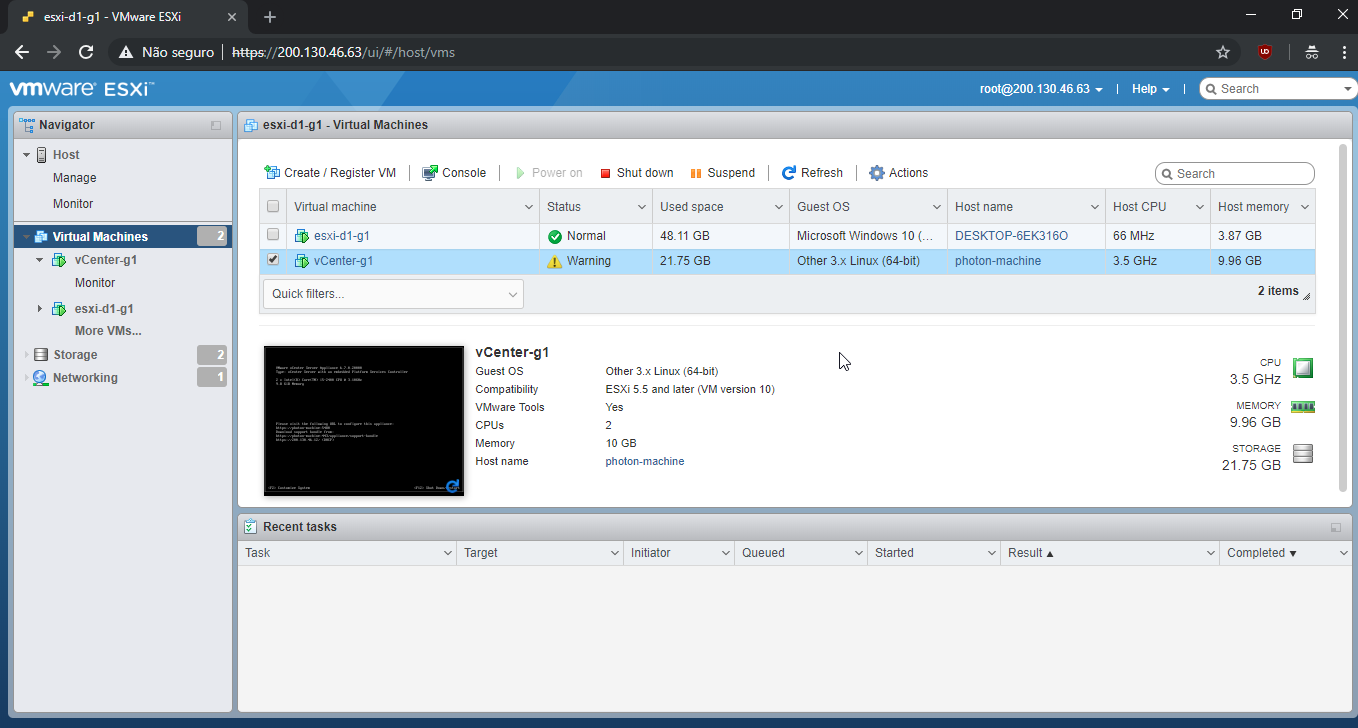 esxi-d1-g1 - VMware ESXi
Não seguro https://200.130.46.63/ui/#/host/vms
vmware ESXi™ root@200.130.46.63 Help Search
Navigator
Host
Manage
Monitor
Virtual Machines 2
vCenter-g1
Monitor
esxi-d1-g1
More VMs...
Storage 2
Networking 1
esxi-d1-g1 - Virtual Machines
Create / Register VM Console Power on Shut down Suspend Refresh Actions Search
Virtual machine Status Used space Guest OS Host name Host CPU Host memory
esxi-d1-g1 Normal 48.11 GB Microsoft Windows 10 (... DESKTOP-6EK316O 66 MHz 3.87 GB
vCenter-g1 Warning 21.75 GB Other 3.x Linux (64-bit) photon-machine 3.5 GHz 9.96 GB
Quick filters... 2 items
vCenter-g1
Guest OS Other 3.x Linux (64-bit)
Compatibility ESXi 5.5 and later (VM version 10)
VMware Tools Yes
CPUs 2
Memory 10 GB
Host name photon-machine
CPU
3.5 GHz
MEMORY
9.96 GB
STORAGE
21.75 GB
Recent tasks
Task Target Initiator Queued Started Result ▲ Completed ▼